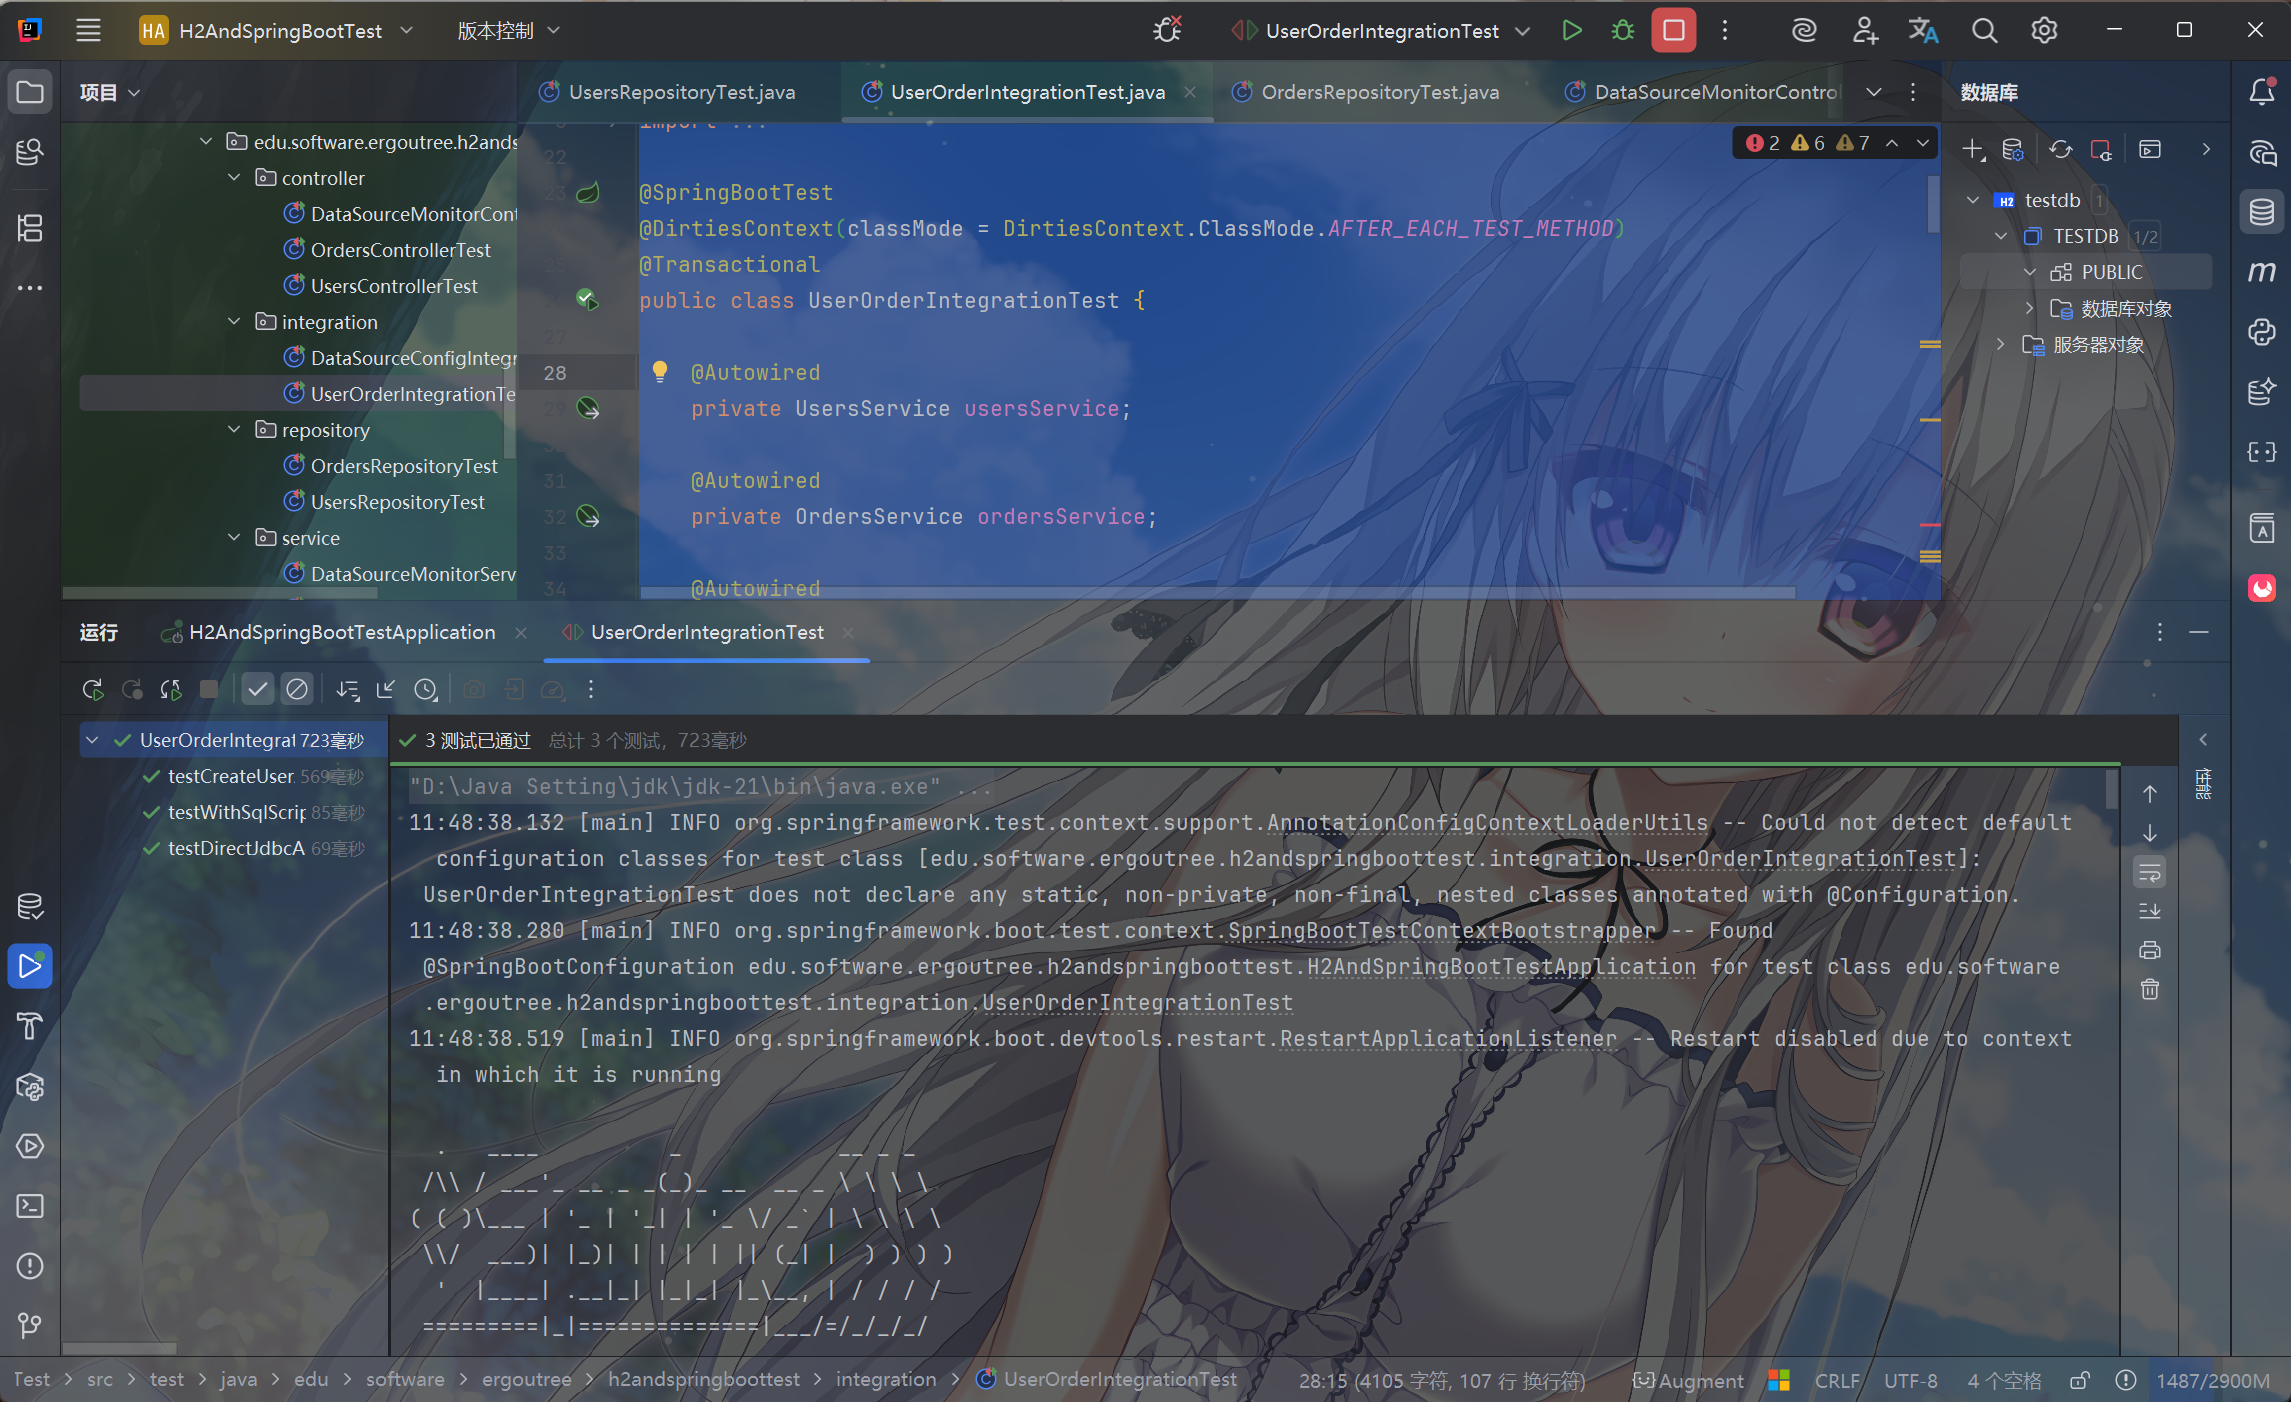 HA H2AndSpringBootTest
版本控制
UserOrderIntegrationTest
项目
UsersRepositoryTest.java
UserOrderIntegrationTest.java
OrdersRepositoryTest.java
DataSourceMonitorControl
数据库
edu.software.ergoutree.h2ands
controller
DataSourceMonitorCont
OrdersControllerTest
UsersControllerTest
integration
DataSourceConfigIntegr
UserOrderIntegrationTe
repository
OrdersRepositoryTest
UsersRepositoryTest
service
DataSourceMonitorServ
import ...
2 6 7
22
23 @SpringBootTest
@DirtiesContext(classMode = DirtiesContext.ClassMode.AFTER_EACH_TEST_METHOD)
@Transactional
public class UserOrderIntegrationTest {
27
28 @Autowired
29 private UsersService usersService;
31 @Autowired
32 private OrdersService ordersService;
33
34 @Autowired
testdb 1
TESTDB 1/2
PUBLIC
数据库对象
服务器对象
运行
H2AndSpringBootTestApplication
UserOrderIntegrationTest
UserOrderIntegrat 723毫秒
testCreateUser. 569毫秒
testWithSqlScrip 85毫秒
testDirectJdbcA 69毫秒
3 测试已通过 总计 3 个测试, 723毫秒
性能
"D:\Java Setting\jdk\jdk-21\bin\java.exe" ...
11:48:38.132 [main] INFO org.springframework.test.context.support.AnnotationConfigContextLoaderUtils -- Could not detect default
configuration classes for test class [edu.software.ergoutree.h2andspringboottest.integration.UserOrderIntegrationTest]:
UserOrderIntegrationTest does not declare any static, non-private, non-final, nested classes annotated with @Configuration.
11:48:38.280 [main] INFO org.springframework.boot.test.context.SpringBootTestContextBootstrapper -- Found
@SpringBootConfiguration edu.software.ergoutree.h2andspringboottest.H2AndSpringBootTestApplication for test class edu.software
.ergoutree.h2andspringboottest.integration.UserOrderIntegrationTest
11:48:38.519 [main] INFO org.springframework.boot.devtools.restart.RestartApplicationListener -- Restart disabled due to context
in which it is running
  .   ____          _            __ _ _
 /\\ / ___'_ __ _ _(_)_ __  __ _ \ \ \ \
( ( )\___ | '_ | '_| | '_ \/ _` | \ \ \ \
 \\/  ___)| |_)| | | | | || (_| |  ) ) ) )
  '  |____| .__|_| |_|_| |_\__, | / / / /
 =========|_|==============|___/=/_/_/_/
Test > src > test > java > edu > software > ergoutree > h2andspringboottest > integration > UserOrderIntegrationTest
28:15 (4105 字符, 107 行 换行符)
Augment
CRLF
UTF-8
4 个空格
1487/2900M